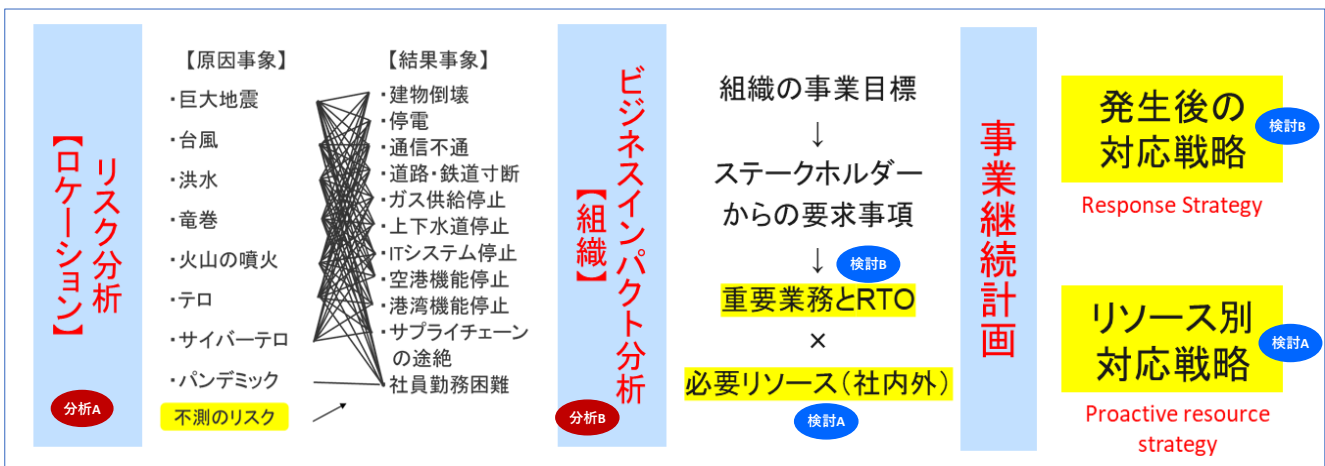 リスク分析
【ロケーション】
分析A
【原因事象】
・巨大地震
・台風
・洪水
・竜巻
・火山の噴火
・テロ
・サイバーテロ
・パンデミック
不測のリスク
【結果事象】
・建物倒壊
・停電
・通信不通
・道路・鉄道寸断
・ガス供給停止
・上下水道停止
・ITシステム停止
・空港機能停止
・港湾機能停止
・サプライチェーン
の途絶
・社員勤務困難
ビジネスインパクト分析
【組織】
分析B
組織の事業目標
↓
ステークホルダー
からの要求事項
↓
検討B
重要業務とRTO
×
必要リソース（社内外）
検討A
事業継続計画
発生後の
対応戦略
検討B
Response Strategy
リソース別
対応戦略
検討A
Proactive resource
strategy